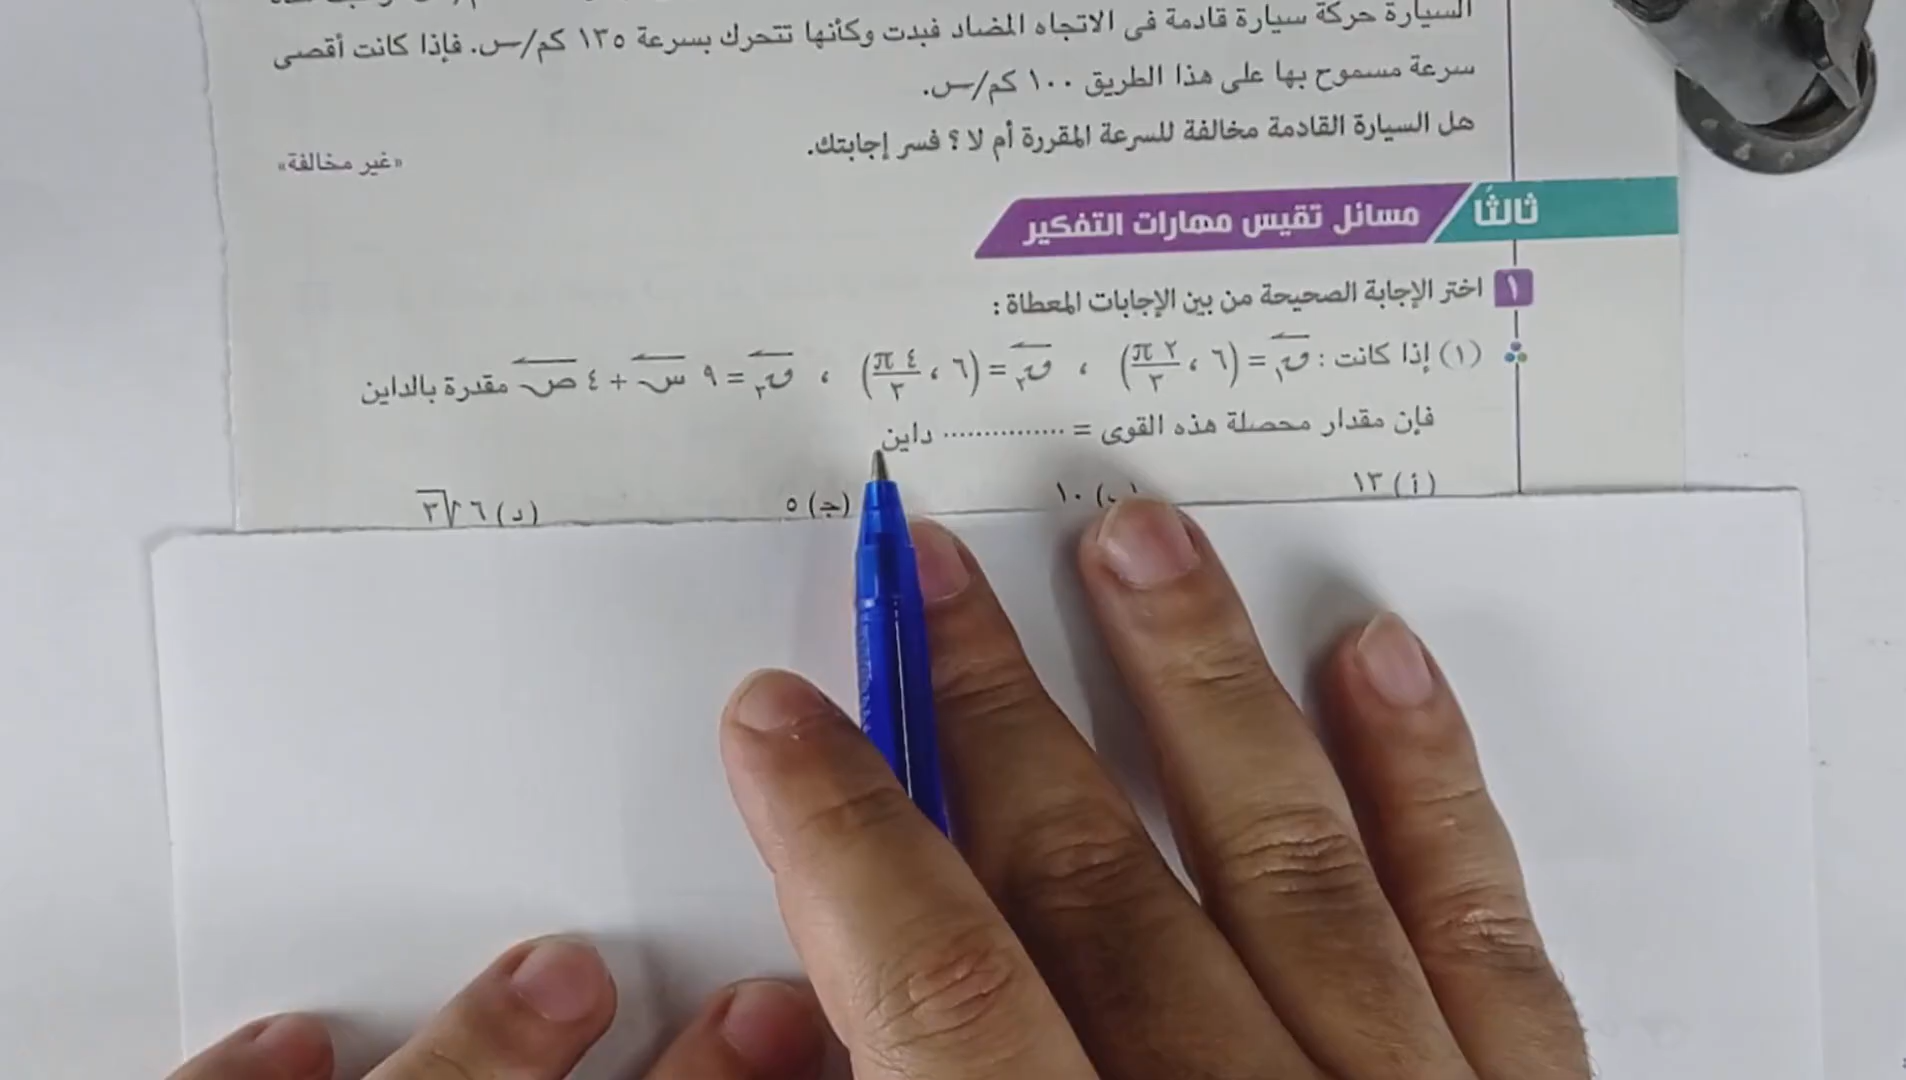 السيارة حركة سيارة قادمة فى الاتجاه المضاد فبدت وكأنها تتحرك بسرعة ١٣٥ كم/س. فإذا كانت أقصى
سرعة مسموح بها على هذا الطريق ١٠٠ كم/س.
هل السيارة القادمة مخالفة للسرعة المقررة أم لا ؟ فسر إجابتك.
«غير مخالفة»
ثالثًا مسائل تقيس مهارات التفكير
١ اختر الإجابة الصحيحة من بين الإجابات المعطاة :
(١) إذا كانت : ق١ = (٦ ، ٢ π/٣) ، ق٢ = (٦ ، ٤ π/٣) ، ق٣ = ٩ س + ٤ ص مقدرة بالداين
فإن مقدار محصلة هذه القوى = ............... داين
(أ) ١٣ (ب) ١٠ (جـ) ٥ (د) ٦√٣